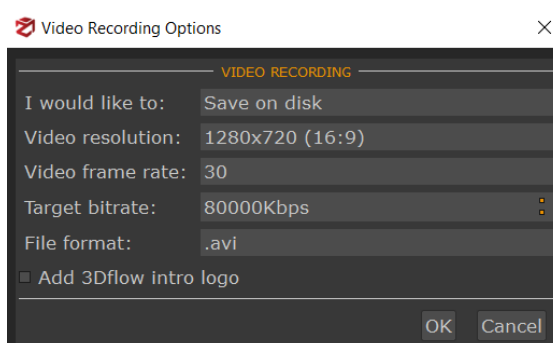 Video Recording Options
VIDEO RECORDING
I would like to: Save on disk
Video resolution: 1280x720 (16:9)
Video frame rate: 30
Target bitrate: 80000Kbps
File format: .avi
Add 3Dflow intro logo
OK Cancel